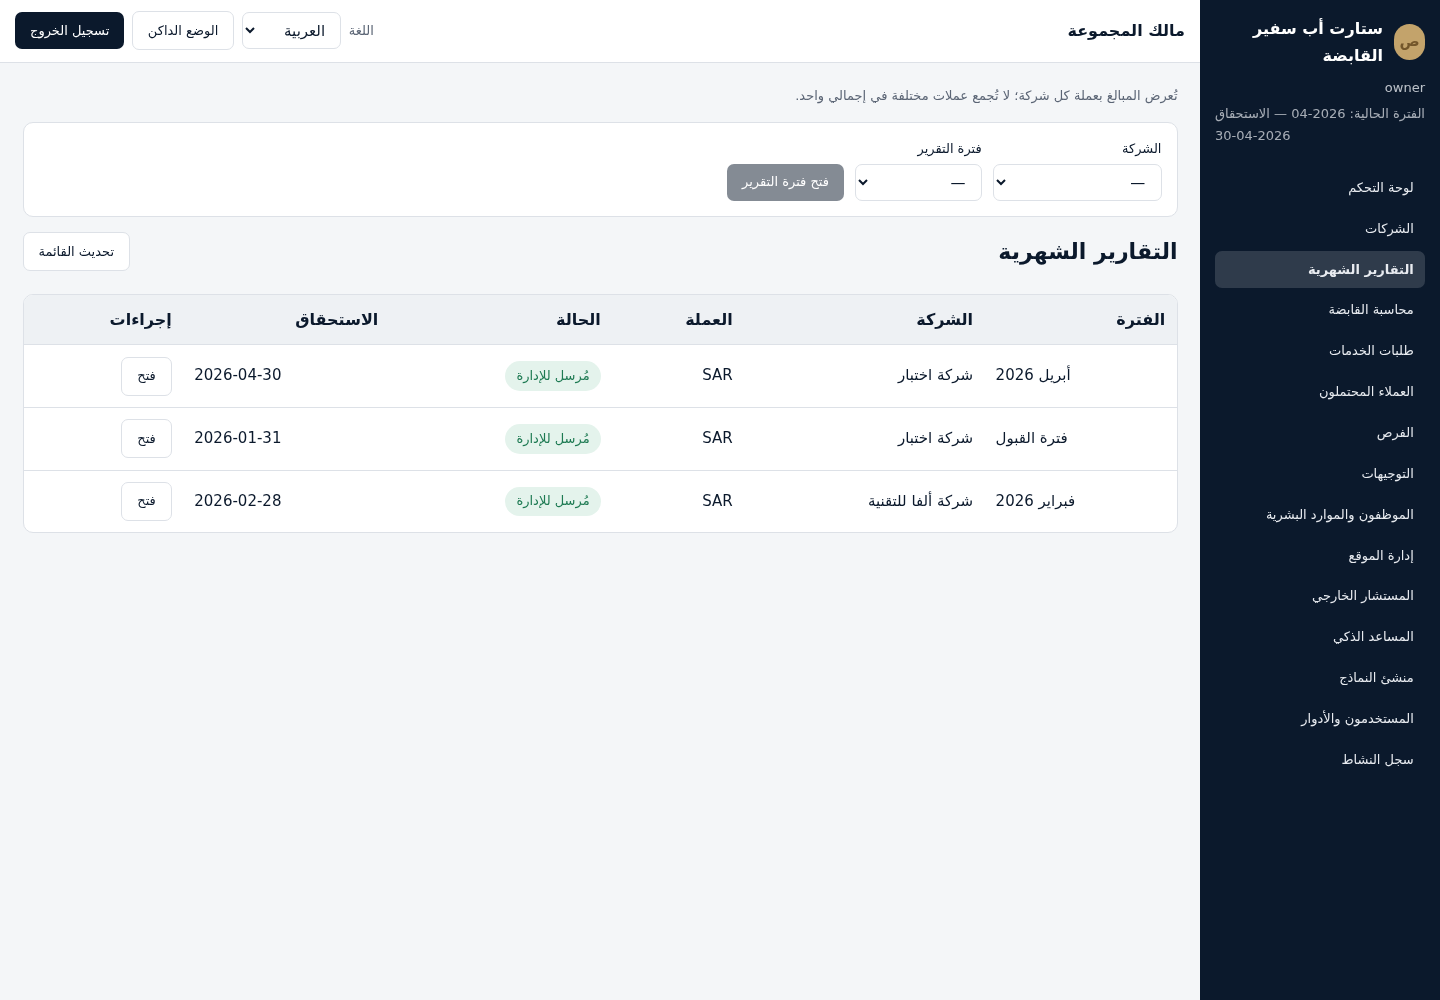 ص
ستارت أب سفير
القابضة
owner
الفترة الحالية: 2026-04 — الاستحقاق
2026-04-30
لوحة التحكم
الشركات
التقارير الشهرية
محاسبة القابضة
طلبات الخدمات
العملاء المحتملون
الفرص
التوجيهات
الموظفون والموارد البشرية
إدارة الموقع
المستشار الخارجي
المساعد الذكي
منشئ النماذج
المستخدمون والأدوار
سجل النشاط
مالك المجموعة
اللغة
العربية
الوضع الداكن
تسجيل الخروج
تُعرض المبالغ بعملة كل شركة؛ لا تُجمع عملات مختلفة في إجمالي واحد.
الشركة
—
فترة التقرير
—
فتح فترة التقرير
التقارير الشهرية
تحديث القائمة
الفترة الشركة العملة الحالة الاستحقاق إجراءات
أبريل 2026 شركة اختبار SAR مُرسل للإدارة 2026-04-30 فتح
فترة القبول شركة اختبار SAR مُرسل للإدارة 2026-01-31 فتح
فبراير 2026 شركة ألفا للتقنية SAR مُرسل للإدارة 2026-02-28 فتح